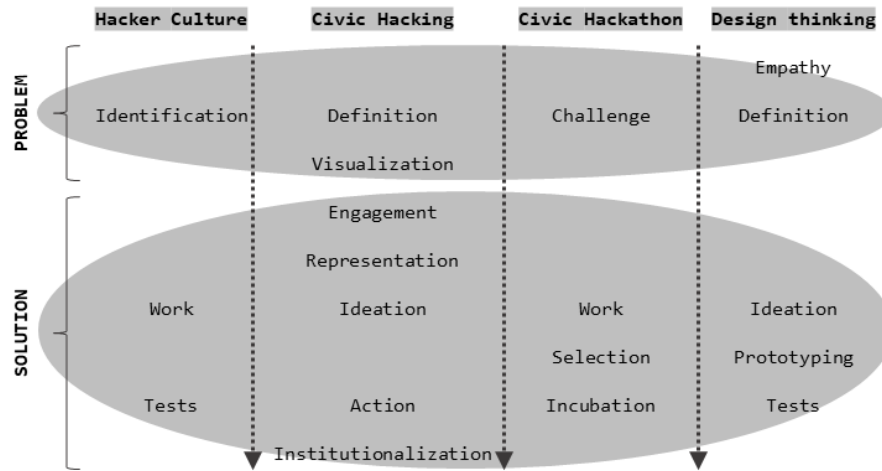 Hacker Culture Civic Hacking Civic Hackathon Design thinking
PROBLEM
Empathy
Identification Definition Challenge Definition
Visualization
SOLUTION
Engagement
Representation
Work Ideation Work Ideation
Selection Prototyping
Tests Action Incubation Tests
Institutionalization